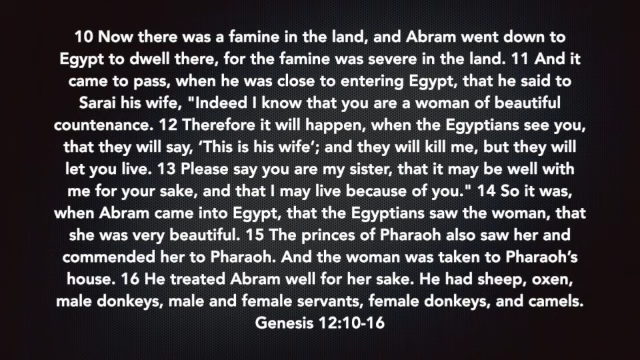 10 Now there was a famine in the land, and Abram went down to
Egypt to dwell there, for the famine was severe in the land. 11 And it
came to pass, when he was close to entering Egypt, that he said to
Sarai his wife, "Indeed I know that you are a woman of beautiful
countenance. 12 Therefore it will happen, when the Egyptians see you,
that they will say, ‘This is his wife’; and they will kill me, but they will
let you live. 13 Please say you are my sister, that it may be well with
me for your sake, and that I may live because of you." 14 So it was,
when Abram came into Egypt, that the Egyptians saw the woman, that
she was very beautiful. 15 The princes of Pharaoh also saw her and
commended her to Pharaoh. And the woman was taken to Pharaoh’s
house. 16 He treated Abram well for her sake. He had sheep, oxen,
male donkeys, male and female servants, female donkeys, and camels.
Genesis 12:10-16